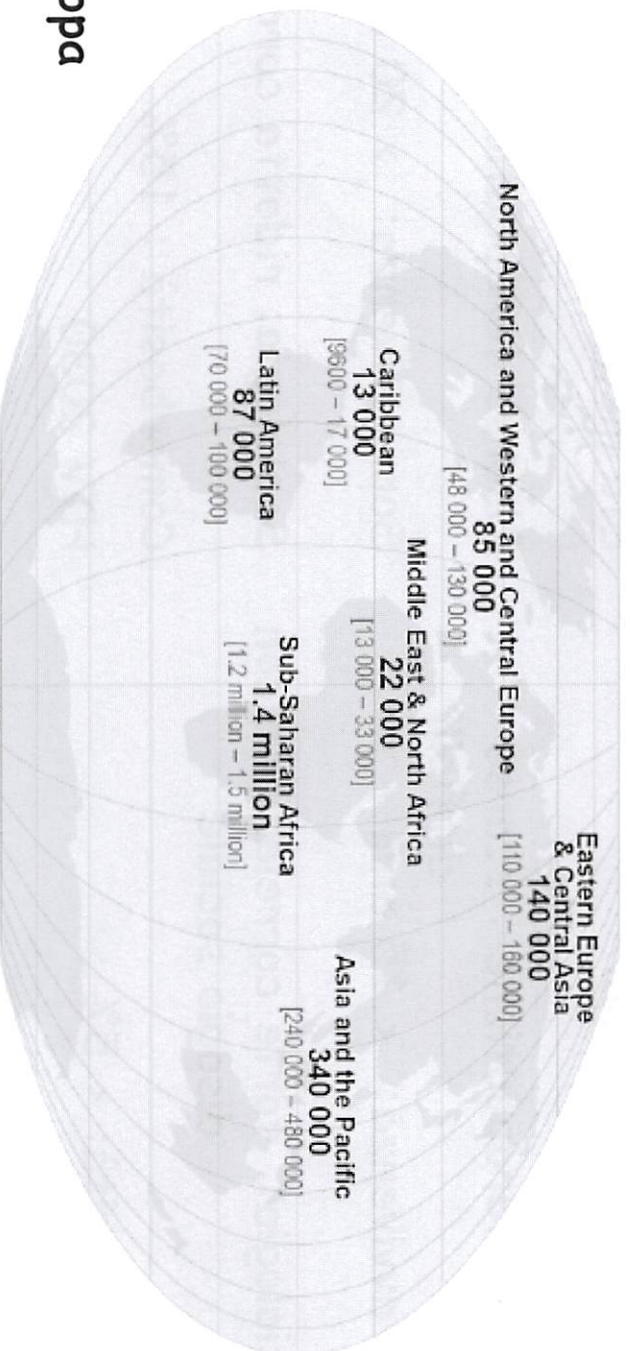 North America and Western and Central Europe
85 000
[48 000 – 130 000]
Eastern Europe
& Central Asia
140 000
[110 000 – 160 000]
Caribbean
13 000
[9600 – 17 000]
Middle East & North Africa
22 000
[13 000 – 33 000]
Latin America
87 000
[70 000 – 100 000]
Sub-Saharan Africa
1.4 million
[1.2 million – 1.5 million]
Asia and the Pacific
340 000
[240 000 – 480 000]
opa